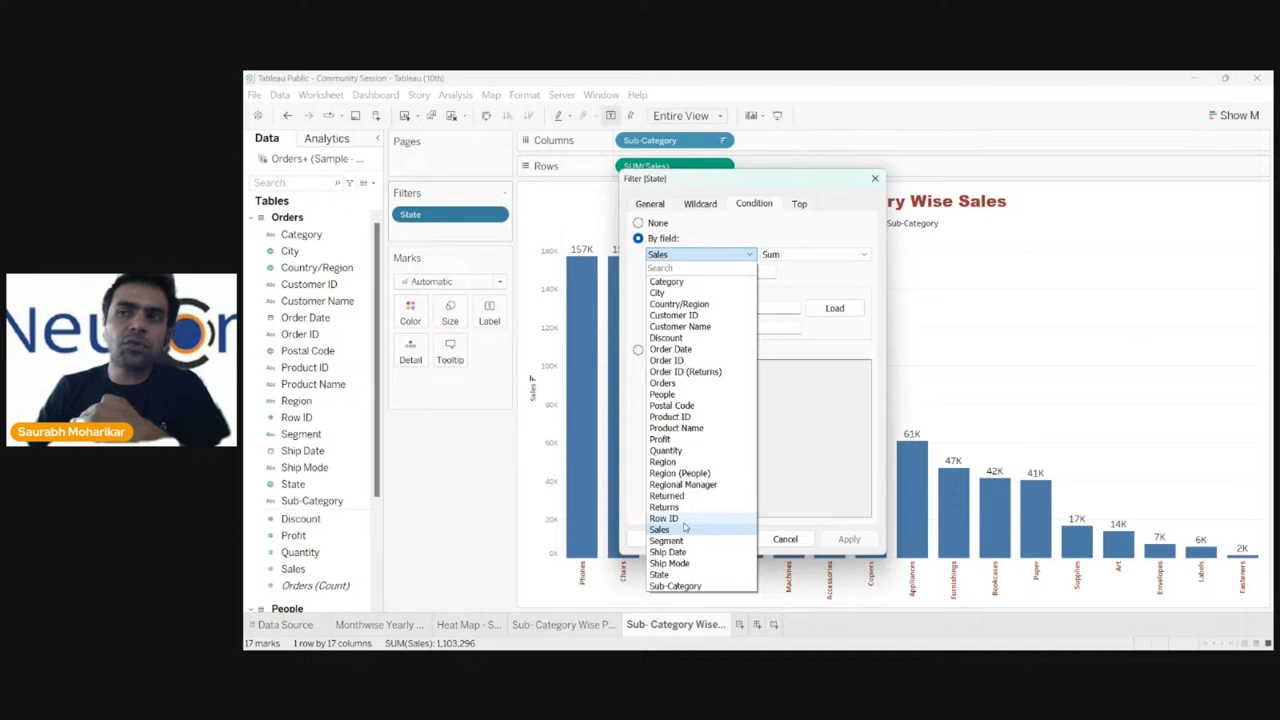 Tableau Public - Community Session - Tableau (10th)
File Data Worksheet Dashboard Story Analysis Map Format Server Window Help
Entire View
Show M
Data Analytics
Orders+ (Sample - ...
Search
Tables
Orders
Category
City
Country/Region
Customer ID
Customer Name
Order Date
Order ID
Postal Code
Product ID
Product Name
Region
Row ID
Segment
Ship Date
Ship Mode
State
Sub-Category
Discount
Profit
Quantity
Sales
Orders (Count)
People
Pages
Filters
State
Marks
Automatic
Color Size Label
Detail Tooltip
Columns Sub-Category
Rows SUM(Sales)
ry Wise Sales
Sub-Category
Filter [State]
General Wildcard Condition Top
None
By field:
Sales Sum
Search
Category
City
Country/Region
Customer ID
Customer Name
Discount
Order Date
Order ID
Order ID (Returns)
Orders
People
Postal Code
Product ID
Product Name
Profit
Quantity
Region
Region (People)
Regional Manager
Returned
Returns
Row ID
Sales
Segment
Ship Date
Ship Mode
State
Sub-Category
Load
Cancel Apply
160K
140K
120K
100K
80K
60K
40K
20K
0K
Sales
157K
61K
47K
42K
41K
17K
14K
7K
6K
2K
Phones
Chairs
Machines
Accessories
Copiers
Appliances
Furnishings
Bookcases
Paper
Supplies
Art
Envelopes
Labels
Fasteners
Data Source Monthwise Yearly ... Heat Map - S... Sub- Category Wise P... Sub- Category Wise...
17 marks 1 row by 17 columns SUM(Sales): 1,103,296
Neu
n
Saurabh Moharikar